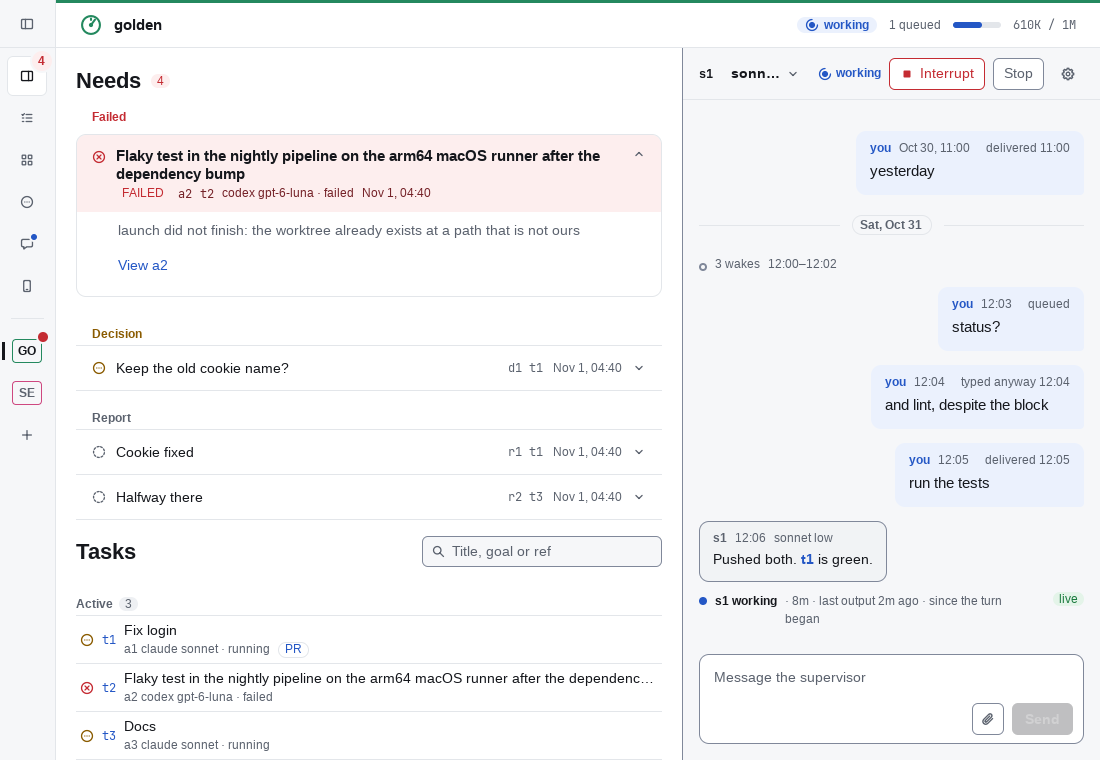 golden
working
1 queued
610K / 1M
4
GO
SE
Needs 4
Failed
Flaky test in the nightly pipeline on the arm64 macOS runner after the
dependency bump
FAILED a2 t2 codex gpt-6-luna · failed Nov 1, 04:40
launch did not finish: the worktree already exists at a path that is not ours
View a2
Decision
Keep the old cookie name? d1 t1 Nov 1, 04:40
Report
Cookie fixed r1 t1 Nov 1, 04:40
Halfway there r2 t3 Nov 1, 04:40
Tasks
Title, goal or ref
Active 3
t1 Fix login
a1 claude sonnet · running PR
t2 Flaky test in the nightly pipeline on the arm64 macOS runner after the dependenc…
a2 codex gpt-6-luna · failed
t3 Docs
a3 claude sonnet · running
s1 sonn… working Interrupt Stop
you Oct 30, 11:00 delivered 11:00
yesterday
Sat, Oct 31
3 wakes 12:00–12:02
you 12:03 queued
status?
you 12:04 typed anyway 12:04
and lint, despite the block
you 12:05 delivered 12:05
run the tests
s1 12:06 sonnet low
Pushed both. t1 is green.
s1 working · 8m · last output 2m ago · since the turn
began
live
Message the supervisor
Send